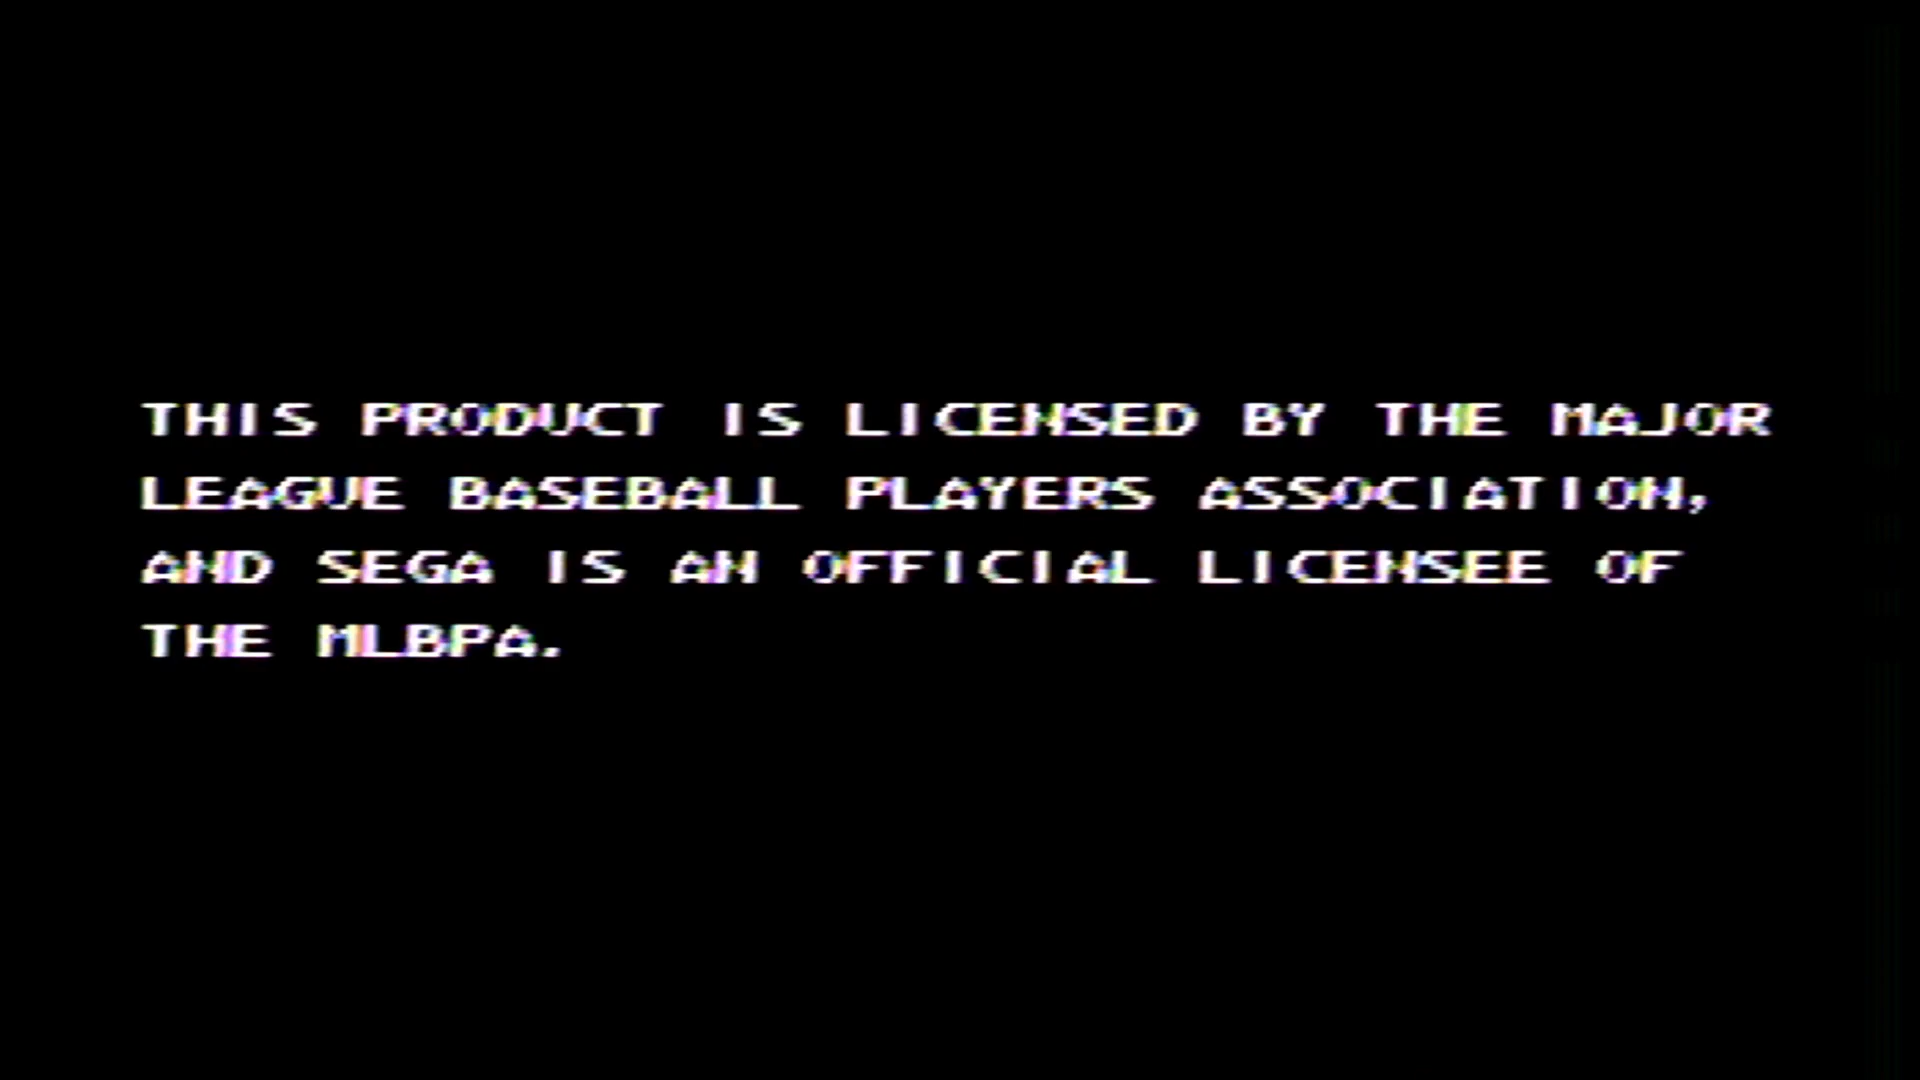 THIS PRODUCT IS LICENSED BY THE MAJOR
LEAGUE BASEBALL PLAYERS ASSOCIATION,
AND SEGA IS AN OFFICIAL LICENSEE OF
THE MLBPA.